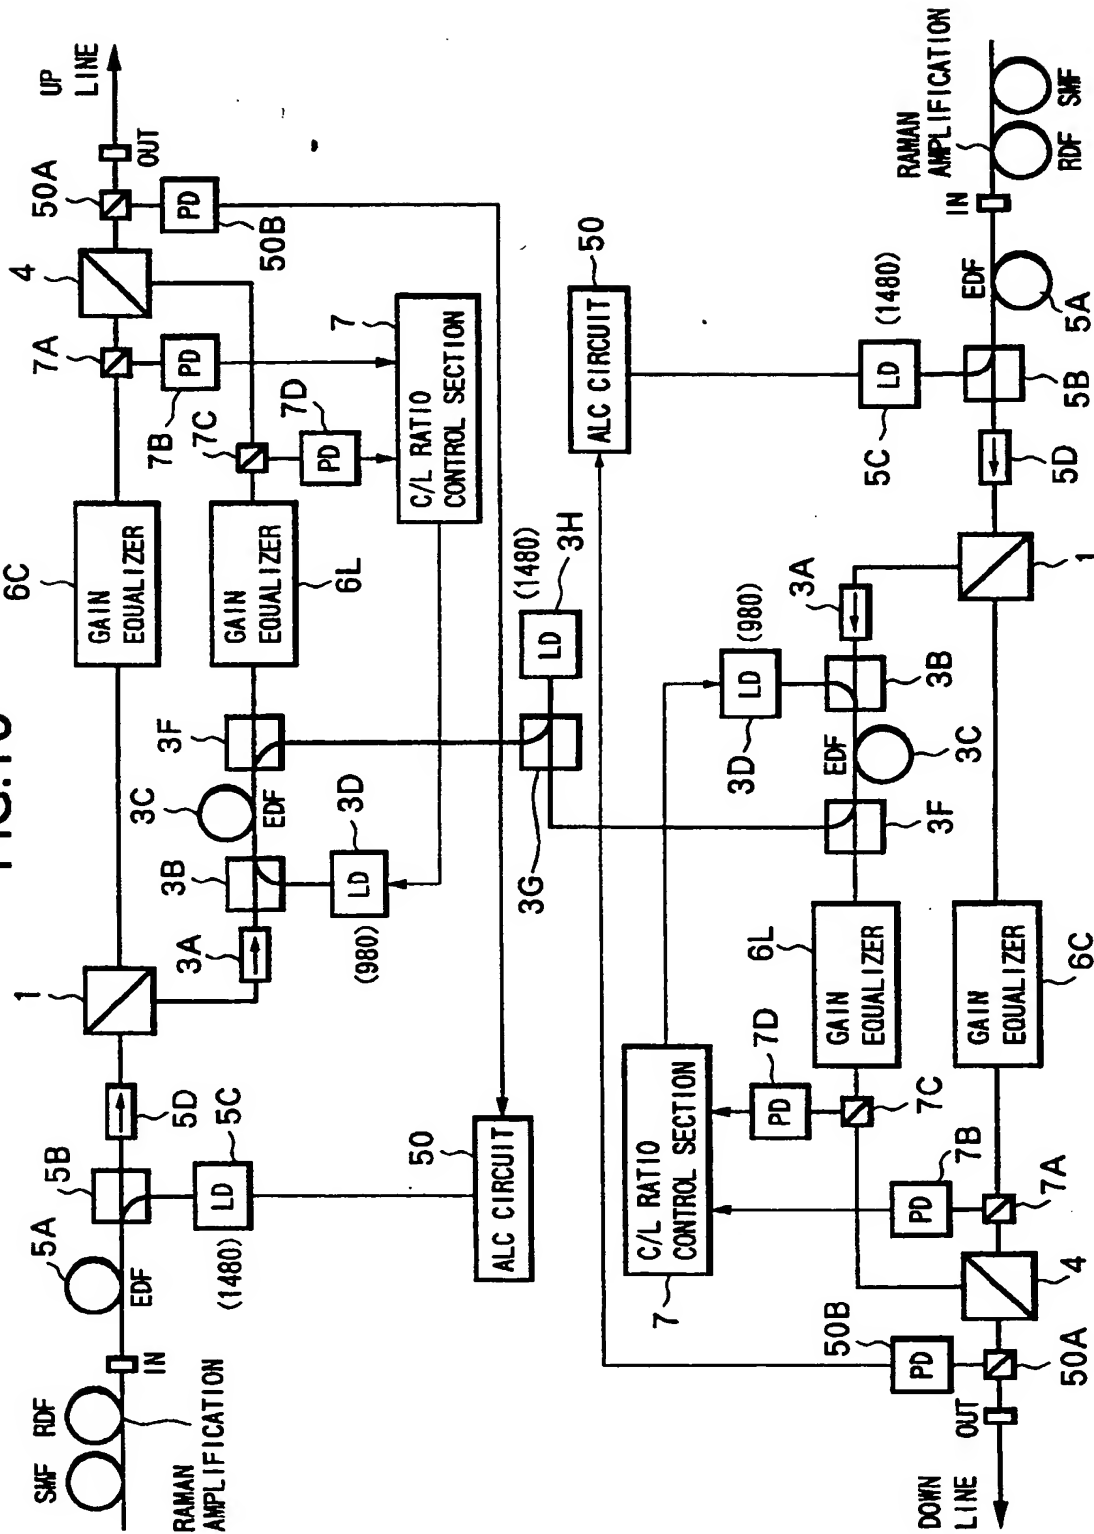 UP
LINE
OUT
50A
PD
50B
4
7A
PD
7B
7C
7D
PD
7
C/L RATIO
CONTROL SECTION
6C
GAIN
EQUALIZER
GAIN
EQUALIZER
6L
3F
3C
EDF
3B
3A
3D
LD
(980)
1
5D
5B
5C
LD
(1480)
5A
EDF
IN
RDF
SMF
RAMAN
AMPLIFICATION
50
ALC CIRCUIT
3G
3H
LD
(1480)
50
ALC CIRCUIT
RAMAN
AMPLIFICATION
SMF
RDF
IN
EDF
5A
(1480)
LD
5C
5B
5D
1
3A
(980)
LD
3D
3B
EDF
3C
3F
6L
GAIN
EQUALIZER
GAIN
EQUALIZER
6C
C/L RATIO
CONTROL SECTION
7
7D
PD
7C
7B
PD
7A
4
50B
PD
50A
OUT
DOWN
LINE